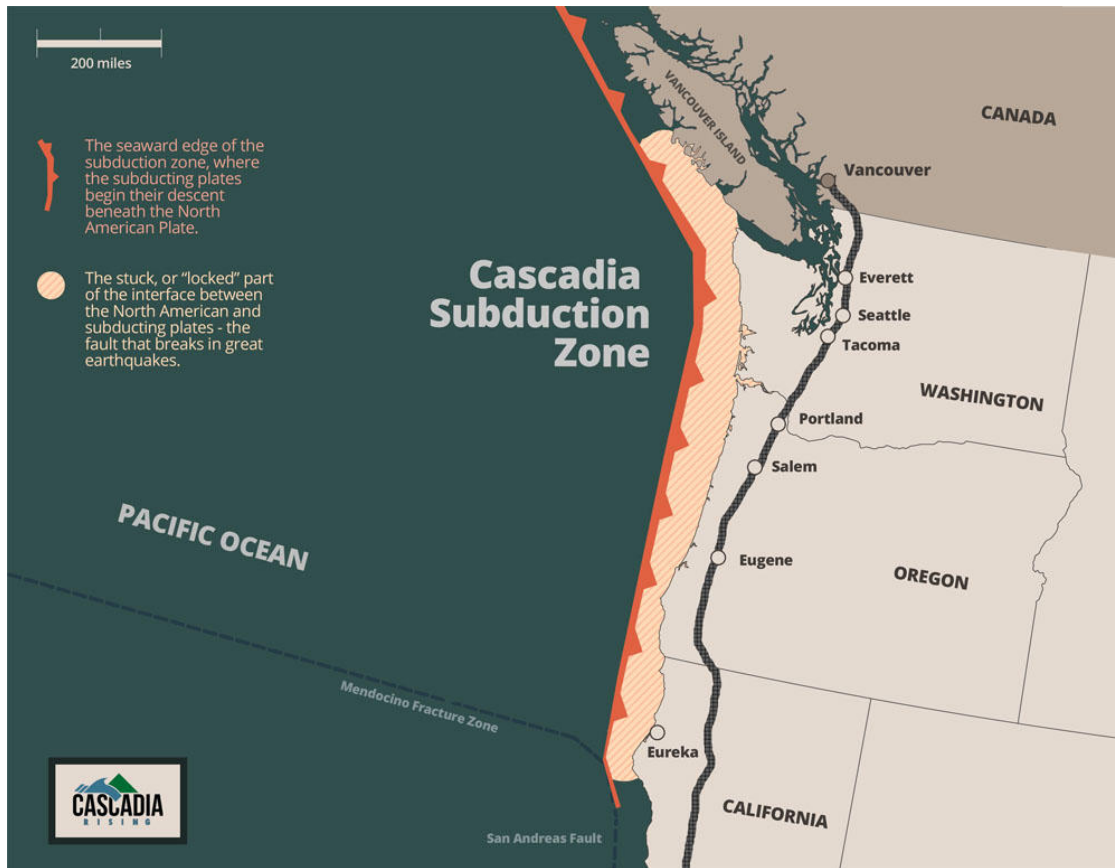 200 miles
The seaward edge of the
subduction zone, where
the subducting plates
begin their descent
beneath the North
American Plate.
The stuck, or “locked” part
of the interface between
the North American and
subducting plates - the
fault that breaks in great
earthquakes.
Cascadia
Subduction
Zone
PACIFIC OCEAN
Mendocino Fracture Zone
San Andreas Fault
VANCOUVER ISLAND
CANADA
Vancouver
Everett
Seattle
Tacoma
WASHINGTON
Portland
Salem
Eugene
OREGON
Eureka
CALIFORNIA
CASCADIA
RISING